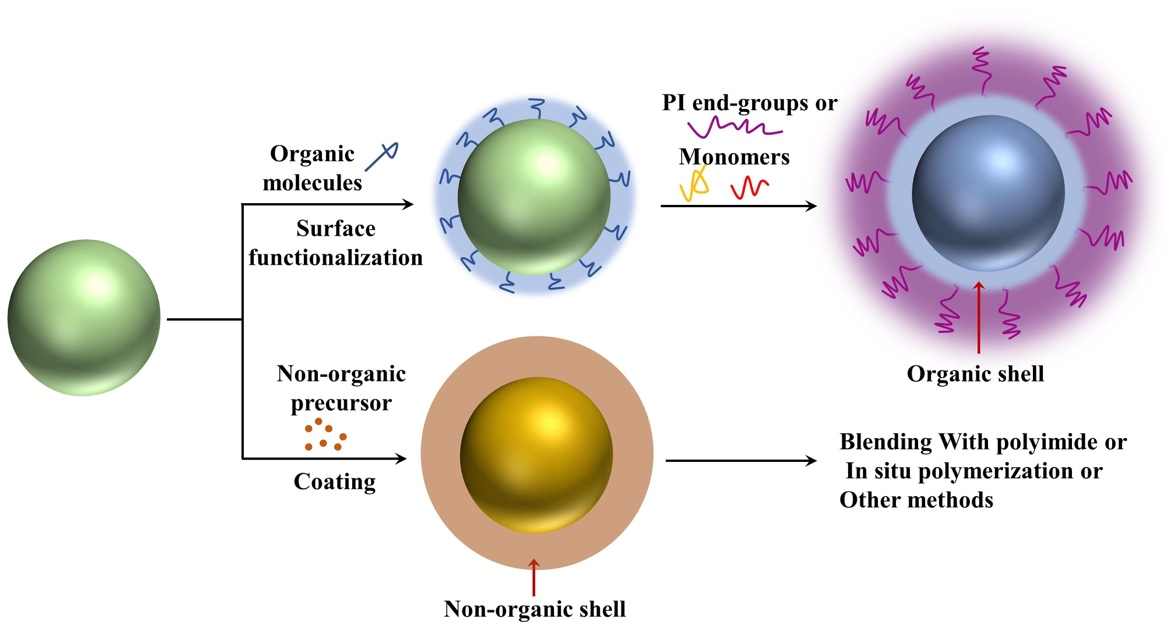 Organic
molecules
Surface
functionalization
PI end-groups or
Monomers
Organic shell
Non-organic
precursor
Coating
Non-organic shell
Blending With polyimide or
In situ polymerization or
Other methods